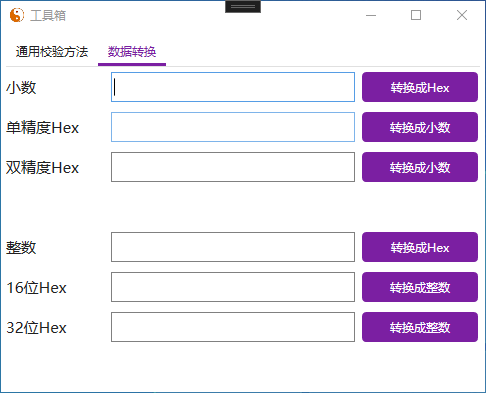 工具箱
通用校验方法 数据转换
小数 转换成Hex
单精度Hex 转换成小数
双精度Hex 转换成小数
整数 转换成Hex
16位Hex 转换成整数
32位Hex 转换成整数